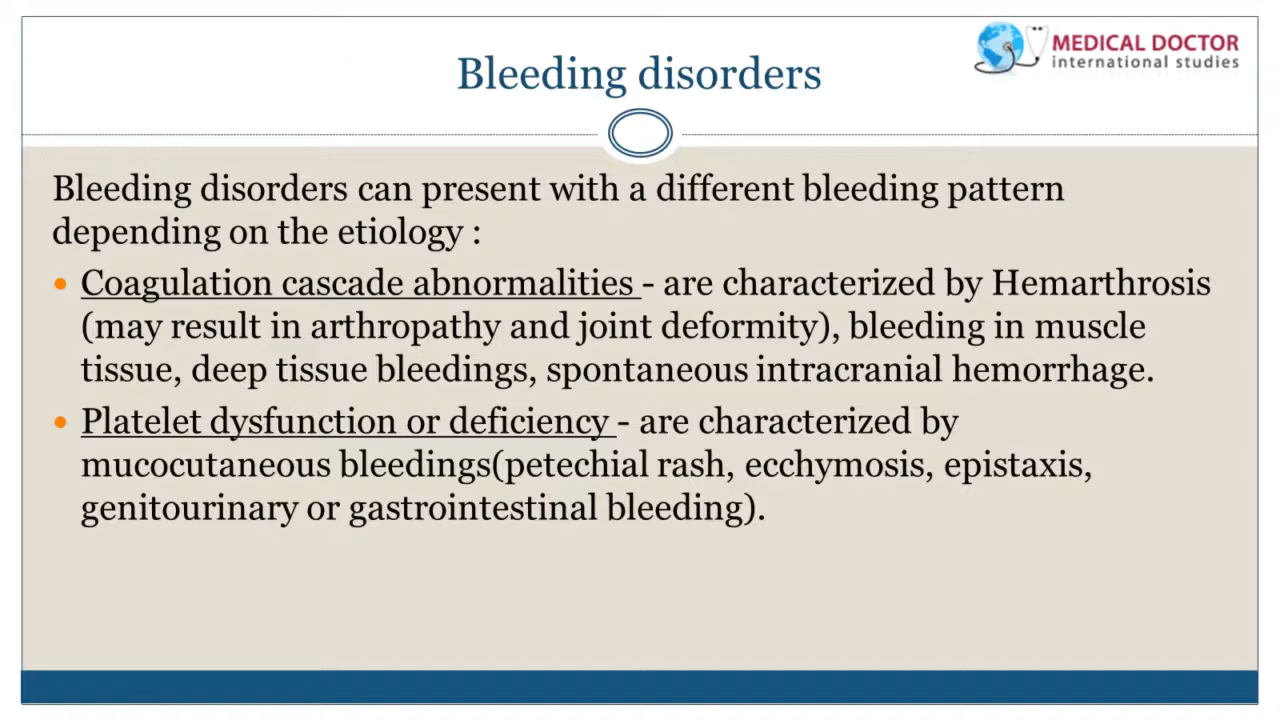 MEDICAL DOCTOR
international studies
Bleeding disorders
Bleeding disorders can present with a different bleeding pattern
depending on the etiology :
• Coagulation cascade abnormalities - are characterized by Hemarthrosis
(may result in arthropathy and joint deformity), bleeding in muscle
tissue, deep tissue bleedings, spontaneous intracranial hemorrhage.
• Platelet dysfunction or deficiency - are characterized by
mucocutaneous bleedings(petechial rash, ecchymosis, epistaxis,
genitourinary or gastrointestinal bleeding).